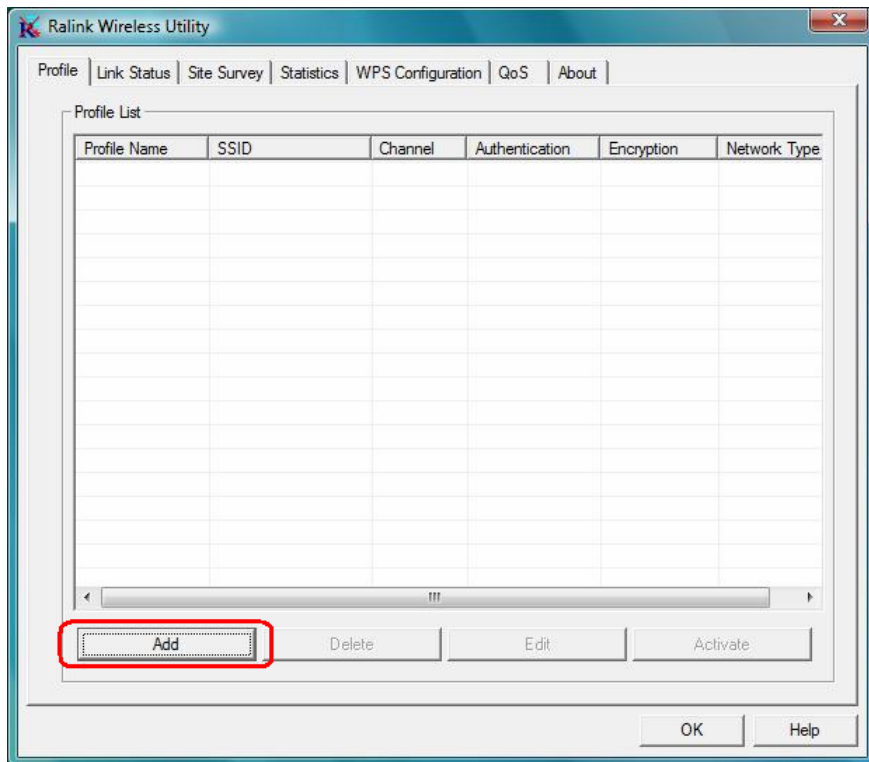 Ralink Wireless Utility
Profile Link Status Site Survey Statistics WPS Configuration QoS About
Profile List
Profile Name SSID Channel Authentication Encryption Network Type
Add Delete Edit Activate
OK Help